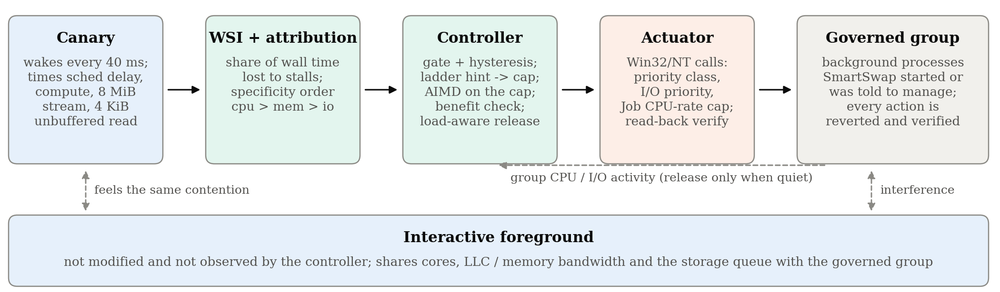 Canary
wakes every 40 ms;
times sched delay,
compute, 8 MiB
stream, 4 KiB
unbuffered read
WSI + attribution
share of wall time
lost to stalls;
specificity order
cpu > mem > io
Controller
gate + hysteresis;
ladder hint -> cap;
AIMD on the cap;
benefit check;
load-aware release
Actuator
Win32/NT calls:
priority class,
I/O priority,
Job CPU-rate cap;
read-back verify
Governed group
background processes
SmartSwap started or
was told to manage;
every action is
reverted and verified
group CPU / I/O activity (release only when quiet)
feels the same contention
interference
Interactive foreground
not modified and not observed by the controller; shares cores, LLC / memory bandwidth and the storage queue with the governed group